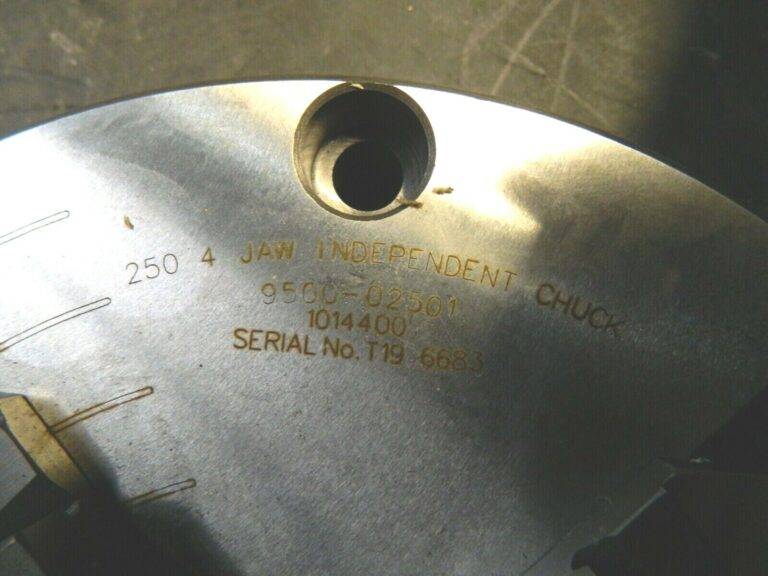 250 4 JAW INDEPENDENT CHUCK
9500-02501
1014400
SERIAL No. T19 6683